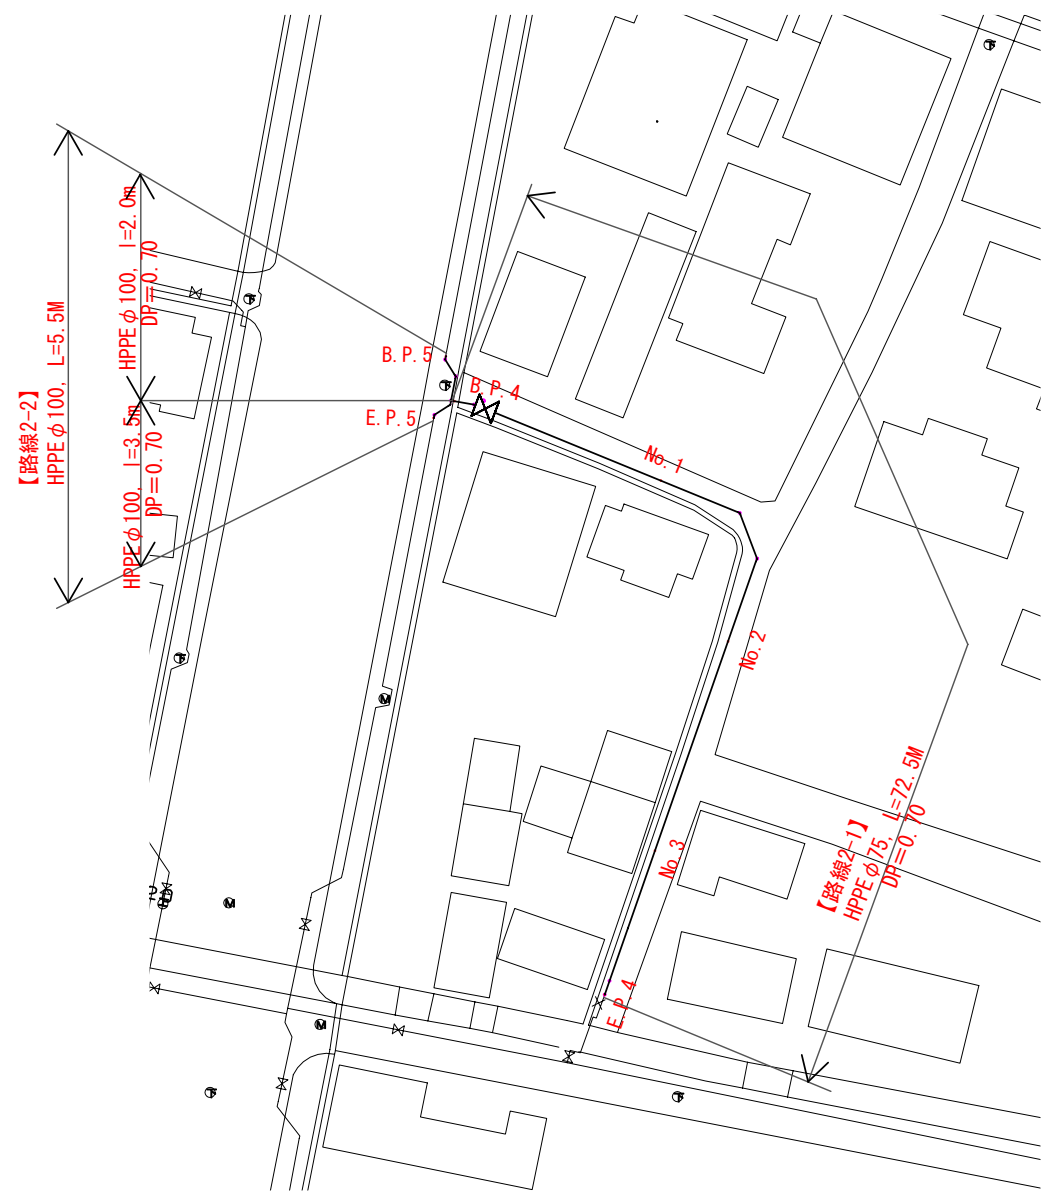 【路線2-2】
HPPEφ100, L=5.5M
HPPEφ100, l=2.0m
DP=0.70
HPPEφ100, l=3.5m
DP=0.70
B.P.5
B.P.4
E.P.5
No.1
No.2
No.3
E.P.4
【路線2-1】
HPPEφ75, L=72.5M
DP=0.70